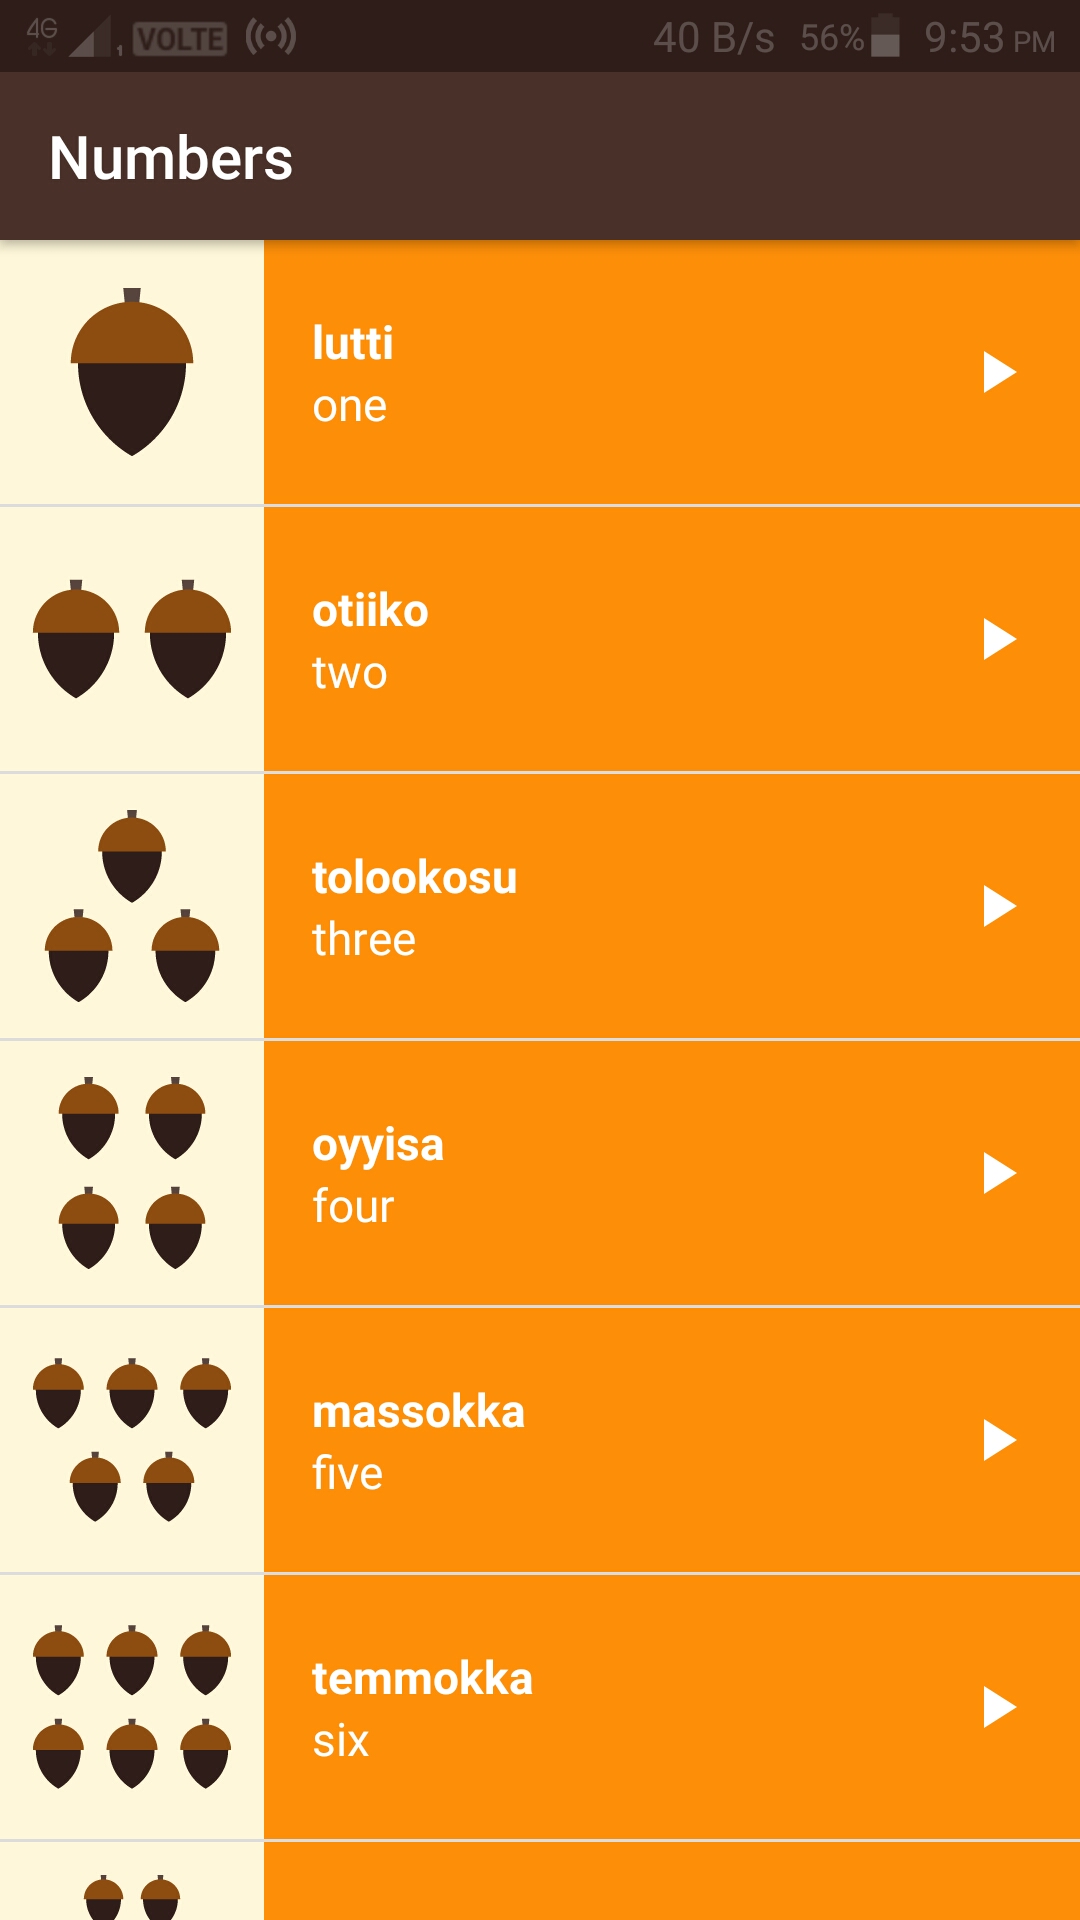 4G 1 VOLTE 40 B/s 56% 9:53 PM
Numbers
lutti
one
otiiko
two
tolookosu
three
oyyisa
four
massokka
five
temmokka
six